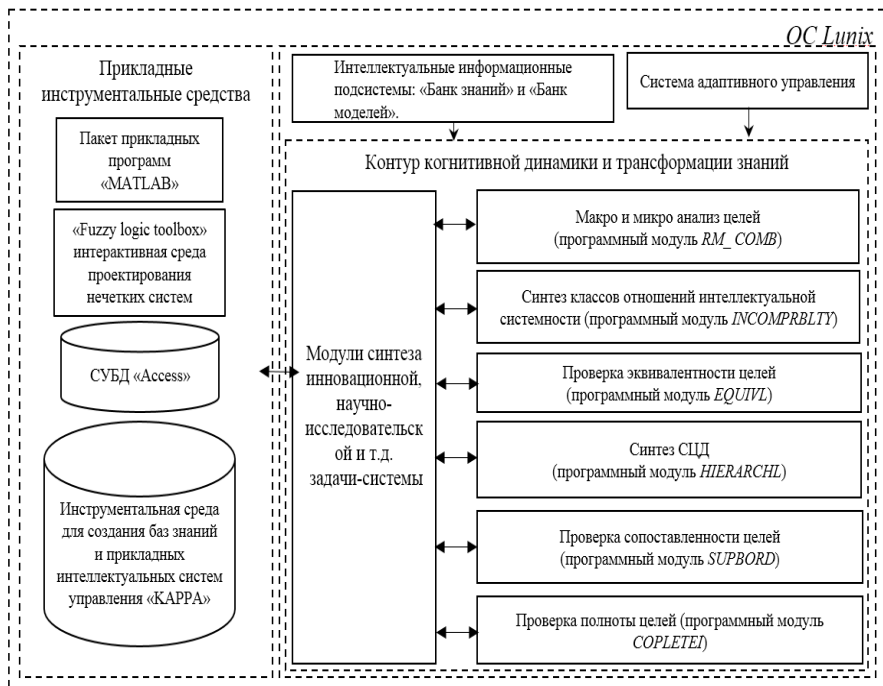 ОС Lunix
Прикладные
инструментальные средства
Пакет прикладных
программ
«MATLAB»
«Fuzzy logic toolbox»
интерактивная среда
проектирования
нечетких систем
СУБД «Access»
Инструментальная среда
для создания баз знаний
и прикладных
интеллектуальных систем
управления «KAPPA»
Интеллектуальные информационные
подсистемы: «Банк знаний» и «Банк
моделей».
Система адаптивного управления
Контур когнитивной динамики и трансформации знаний
Модули синтеза
инновационной,
научно-
исследовательск
ой и т.д.
задачи-системы
Макро и микро анализ целей
(программный модуль RM_ COMB)
Синтез классов отношений интеллектуальной
системности (программный модуль INCOMPRBLTY)
Проверка эквивалентности целей
(программный модуль EQUIVL)
Синтез СЦД
(программный модуль HIERARCHL)
Проверка сопоставленности целей
(программный модуль SUPBORD)
Проверка полноты целей (программный модуль
COPLETEI)